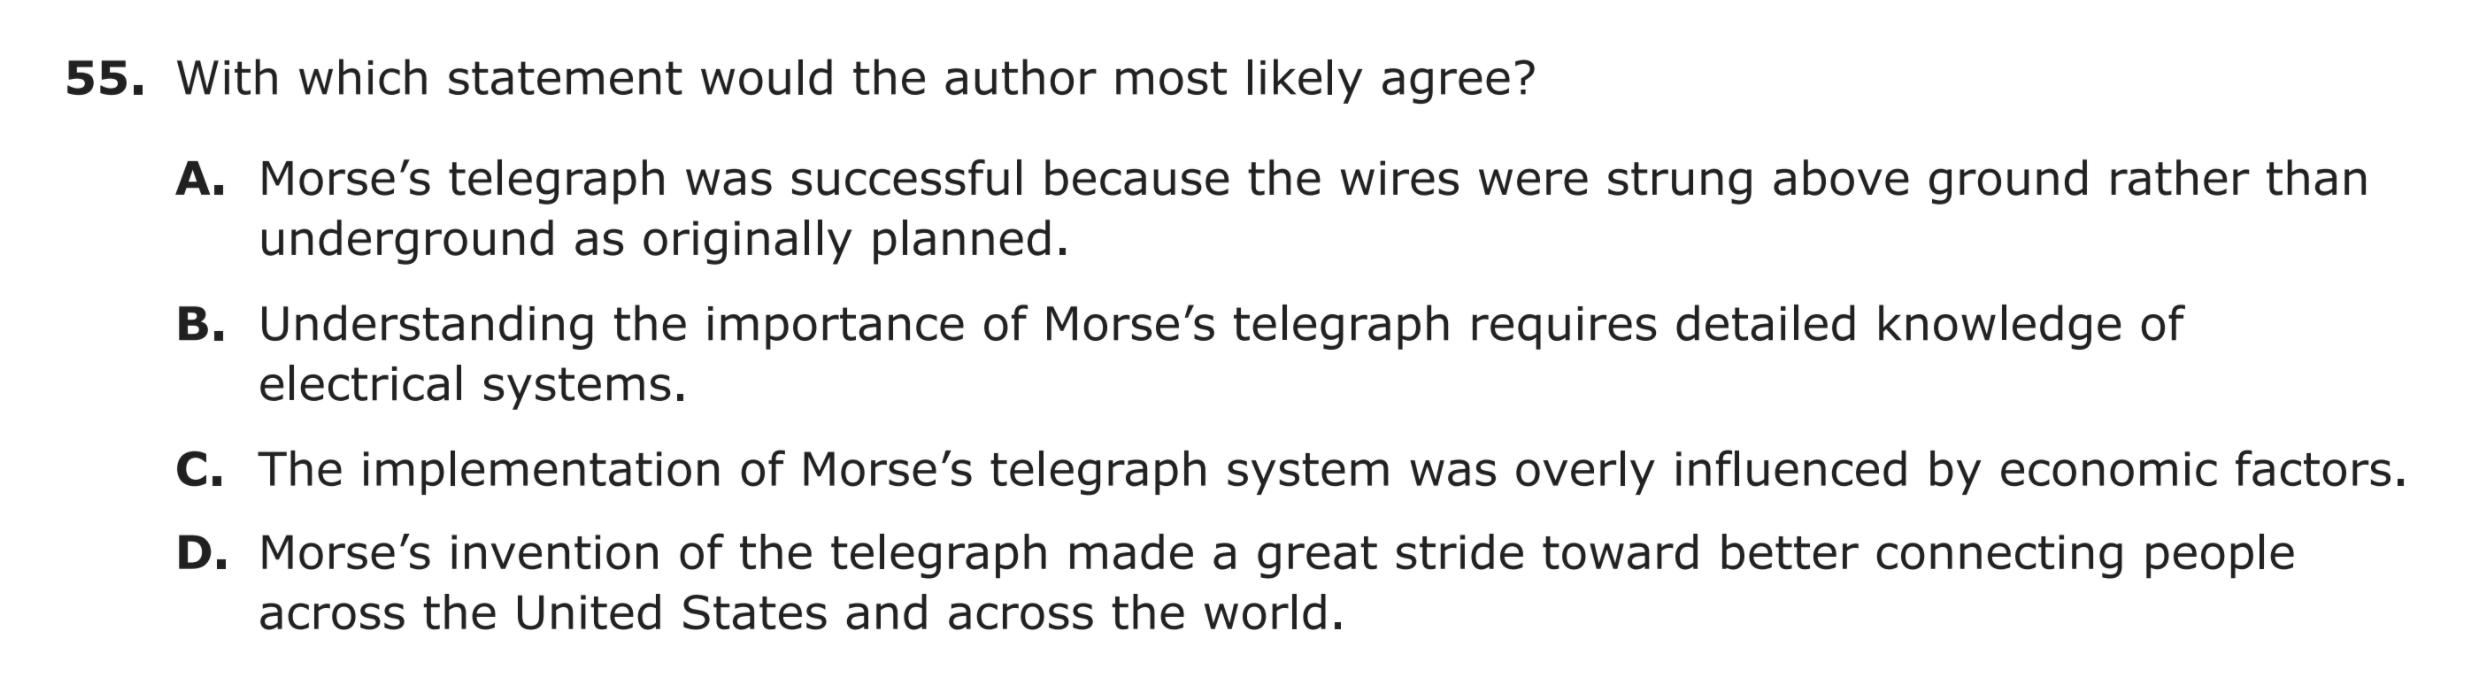 55. With which statement would the author most likely agree?
A. Morse’s telegraph was successful because the wires were strung above ground rather than
underground as originally planned.
B. Understanding the importance of Morse’s telegraph requires detailed knowledge of
electrical systems.
C. The implementation of Morse’s telegraph system was overly influenced by economic factors.
D. Morse’s invention of the telegraph made a great stride toward better connecting people
across the United States and across the world.